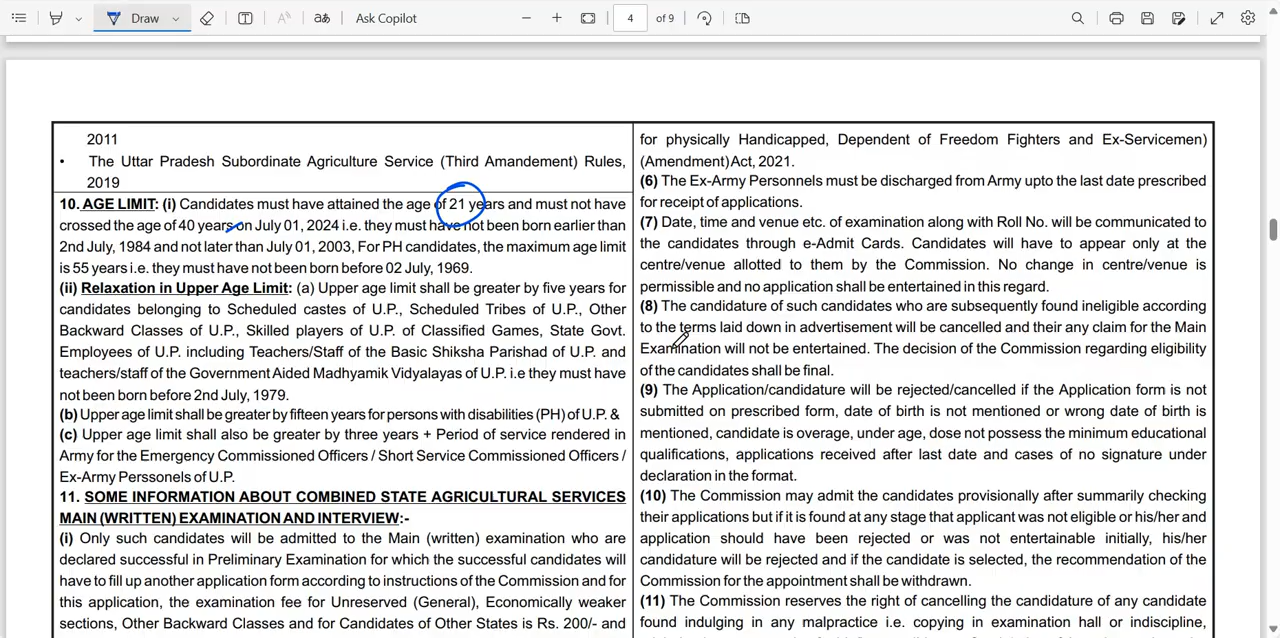 Draw
Ask Copilot
4
of 9
2011
• The Uttar Pradesh Subordinate Agriculture Service (Third Amandement) Rules,
2019
10. AGE LIMIT: (i) Candidates must have attained the age of 21 years and must not have
crossed the age of 40 years on July 01, 2024 i.e. they must have not been born earlier than
2nd July, 1984 and not later than July 01, 2003, For PH candidates, the maximum age limit
is 55 years i.e. they must have not been born before 02 July, 1969.
(ii) Relaxation in Upper Age Limit: (a) Upper age limit shall be greater by five years for
candidates belonging to Scheduled castes of U.P., Scheduled Tribes of U.P., Other
Backward Classes of U.P., Skilled players of U.P. of Classified Games, State Govt.
Employees of U.P. including Teachers/Staff of the Basic Shiksha Parishad of U.P. and
teachers/staff of the Government Aided Madhyamik Vidyalayas of U.P. i.e they must have
not been born before 2nd July, 1979.
(b) Upper age limit shall be greater by fifteen years for persons with disabilities (PH) of U.P. &
(c) Upper age limit shall also be greater by three years + Period of service rendered in
Army for the Emergency Commissioned Officers / Short Service Commissioned Officers /
Ex-Army Perssonels of U.P.
11. SOME INFORMATION ABOUT COMBINED STATE AGRICULTURAL SERVICES
MAIN (WRITTEN) EXAMINATION AND INTERVIEW:-
(i) Only such candidates will be admitted to the Main (written) examination who are
declared successful in Preliminary Examination for which the successful candidates will
have to fill up another application form according to instructions of the Commission and for
this application, the examination fee for Unreserved (General), Economically weaker
sections, Other Backward Classes and for Candidates of Other States is Rs. 200/- and
for physically Handicapped, Dependent of Freedom Fighters and Ex-Servicemen)
(Amendment)Act, 2021.
(6) The Ex-Army Personnels must be discharged from Army upto the last date prescribed
for receipt of applications.
(7) Date, time and venue etc. of examination along with Roll No. will be communicated to
the candidates through e-Admit Cards. Candidates will have to appear only at the
centre/venue allotted to them by the Commission. No change in centre/venue is
permissible and no application shall be entertained in this regard.
(8) The candidature of such candidates who are subsequently found ineligible according
to the terms laid down in advertisement will be cancelled and their any claim for the Main
Examination will not be entertained. The decision of the Commission regarding eligibility
of the candidates shall be final.
(9) The Application/candidature will be rejected/cancelled if the Application form is not
submitted on prescribed form, date of birth is not mentioned or wrong date of birth is
mentioned, candidate is overage, under age, dose not possess the minimum educational
qualifications, applications received after last date and cases of no signature under
declaration in the format.
(10) The Commission may admit the candidates provisionally after summarily checking
their applications but if it is found at any stage that applicant was not eligible or his/her and
application should have been rejected or was not entertainable initially, his/her
candidature will be rejected and if the candidate is selected, the recommendation of the
Commission for the appointment shall be withdrawn.
(11) The Commission reserves the right of cancelling the candidature of any candidate
found indulging in any malpractice i.e. copying in examination hall or indiscipline,